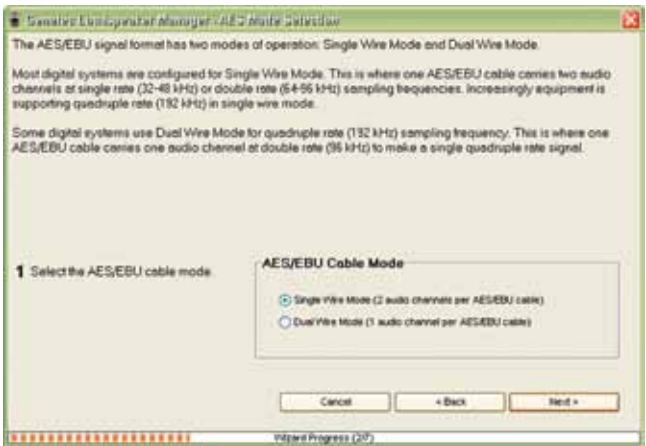 Genelec Loudspeaker Manager - AES Mode Selection
The AES/EBU signal format has two modes of operation: Single Wire Mode and Dual Wire Mode.
Most digital systems are configured for Single Wire Mode. This is where one AES/EBU cable carries two audio
channels at single rate (32-48 kHz) or double rate (64-96 kHz) sampling frequencies. Increasingly equipment is
supporting quadruple rate (192 kHz) in single wire mode.
Some digital systems use Dual Wire Mode for quadruple rate (192 kHz) sampling frequency. This is where one
AES/EBU cable carries one audio channel at double rate (96 kHz) to make a single quadruple rate signal.
AES/EBU Cable Mode
1 Select the AES/EBU cable mode.
Single Wire Mode (2 audio channels per AES/EBU cable)
Dual Wire Mode (1 audio channel per AES/EBU cable)
Cancel < Back Next >
Wizard Progress (2/7)